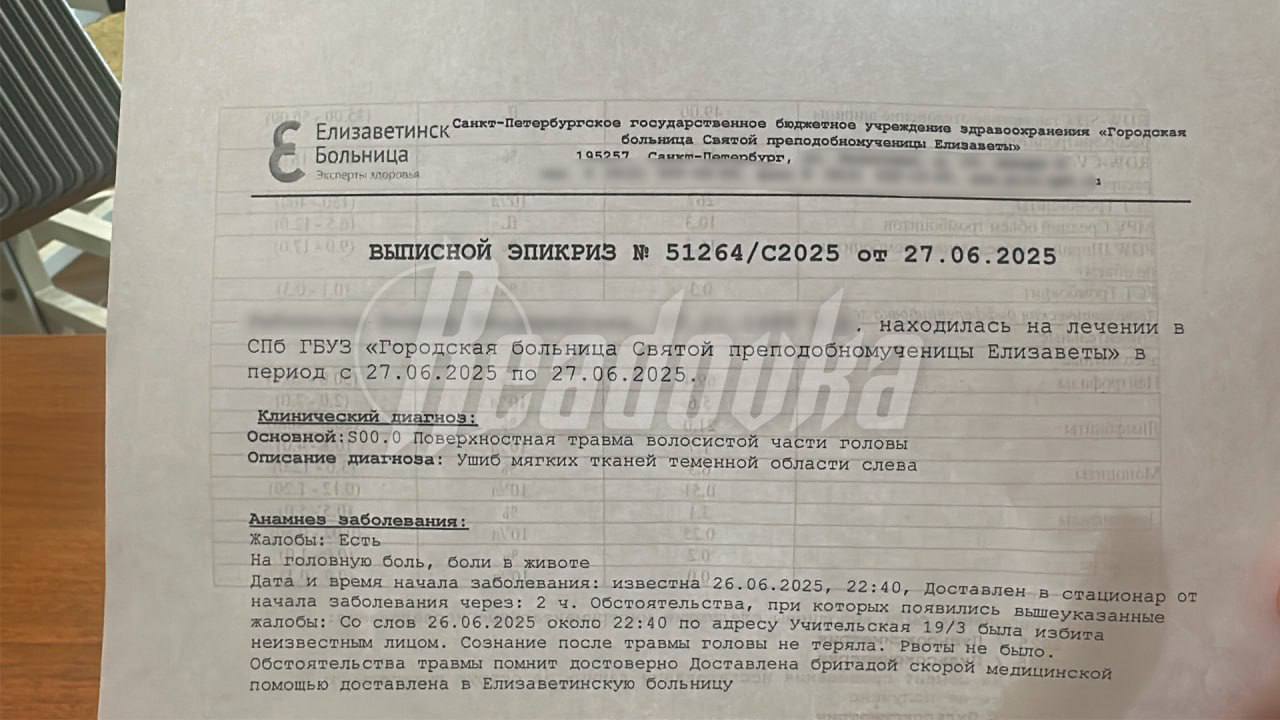 Елизаветинск
Больница
Эксперты здоровья
Санкт-Петербургское государственное бюджетное учреждение здравоохранения «Городская
больница Святой преподобномученицы Елизаветы»
195257, Санкт-Петербург,
ВЫПИСНОЙ ЭПИКРИЗ № 51264/С2025 от 27.06.2025
. находилась на лечении в
СПб ГБУЗ «Городская больница Святой преподобномученицы Елизаветы» в
период с 27.06.2025 по 27.06.2025.
Readovka
Клинический диагноз:
Основной:S00.0 Поверхностная травма волосистой части головы
Описание диагноза: Ушиб мягких тканей теменной области слева
Анамнез заболевания:
Жалобы: Есть
На головную боль, боли в животе
Дата и время начала заболевания: известна 26.06.2025, 22:40, Доставлен в стационар от
начала заболевания через: 2 ч. Обстоятельства, при которых появились вышеуказанные
жалобы: Со слов 26.06.2025 около 22:40 по адресу Учительская 19/3 была избита
неизвестным лицом. Сознание после травмы головы не теряла. Рвоты не было.
Обстоятельства травмы помнит достоверно Доставлена бригадой скорой медицинской
помощью доставлена в Елизаветинскую больницу